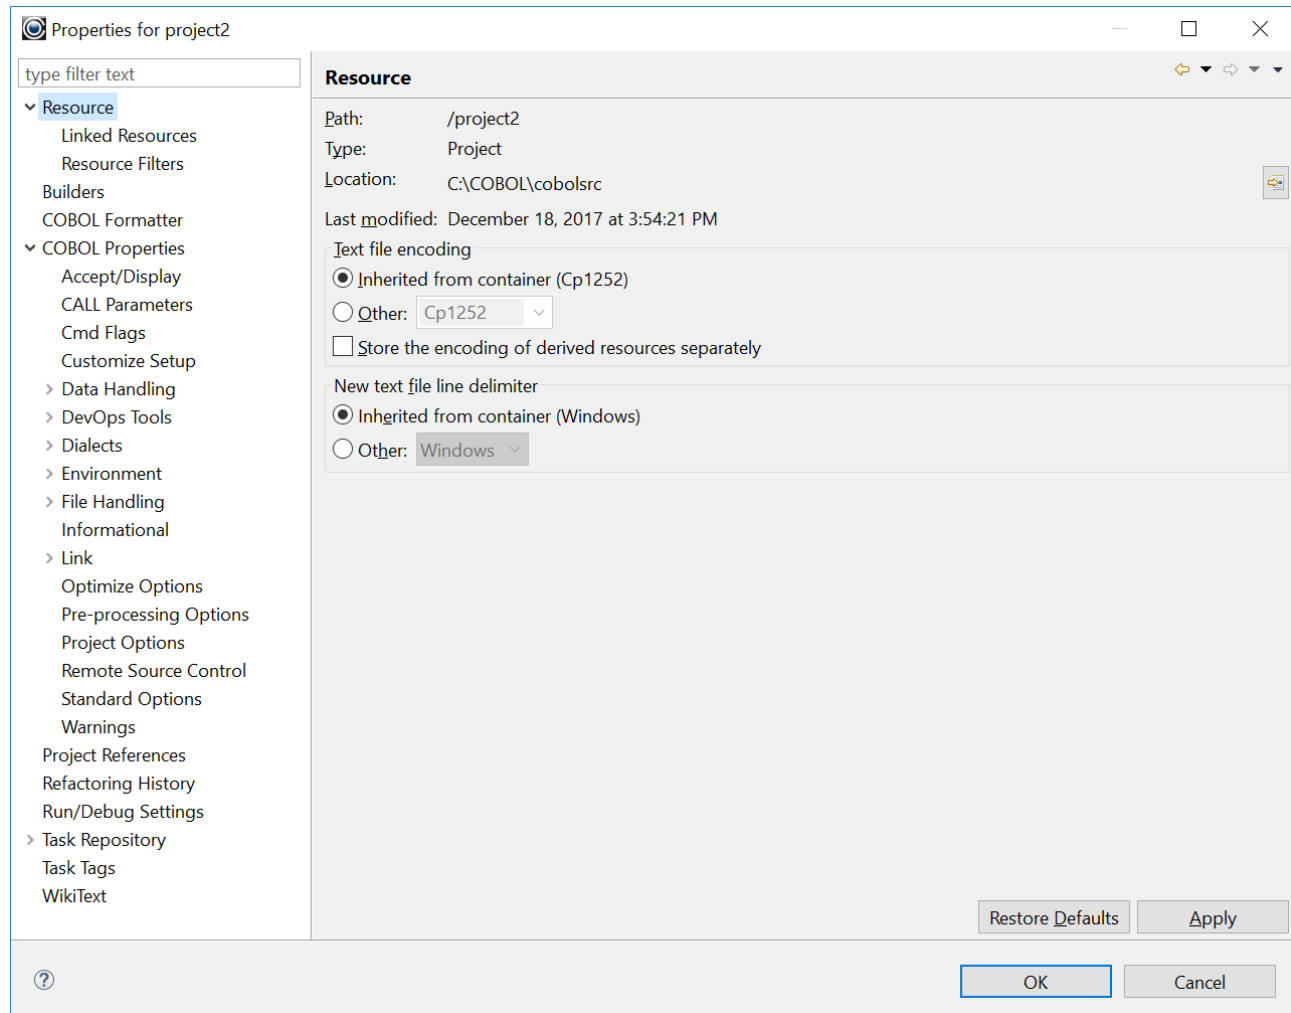 Properties for project2
type filter text
Resource
Linked Resources
Resource Filters
Builders
COBOL Formatter
COBOL Properties
Accept/Display
CALL Parameters
Cmd Flags
Customize Setup
Data Handling
DevOps Tools
Dialects
Environment
File Handling
Informational
Link
Optimize Options
Pre-processing Options
Project Options
Remote Source Control
Standard Options
Warnings
Project References
Refactoring History
Run/Debug Settings
Task Repository
Task Tags
WikiText
Resource
Path: /project2
Type: Project
Location: C:\COBOL\cobolsrc
Last modified: December 18, 2017 at 3:54:21 PM
Text file encoding
Inherited from container (Cp1252)
Other: Cp1252
Store the encoding of derived resources separately
New text file line delimiter
Inherited from container (Windows)
Other: Windows
Restore Defaults Apply
? OK Cancel